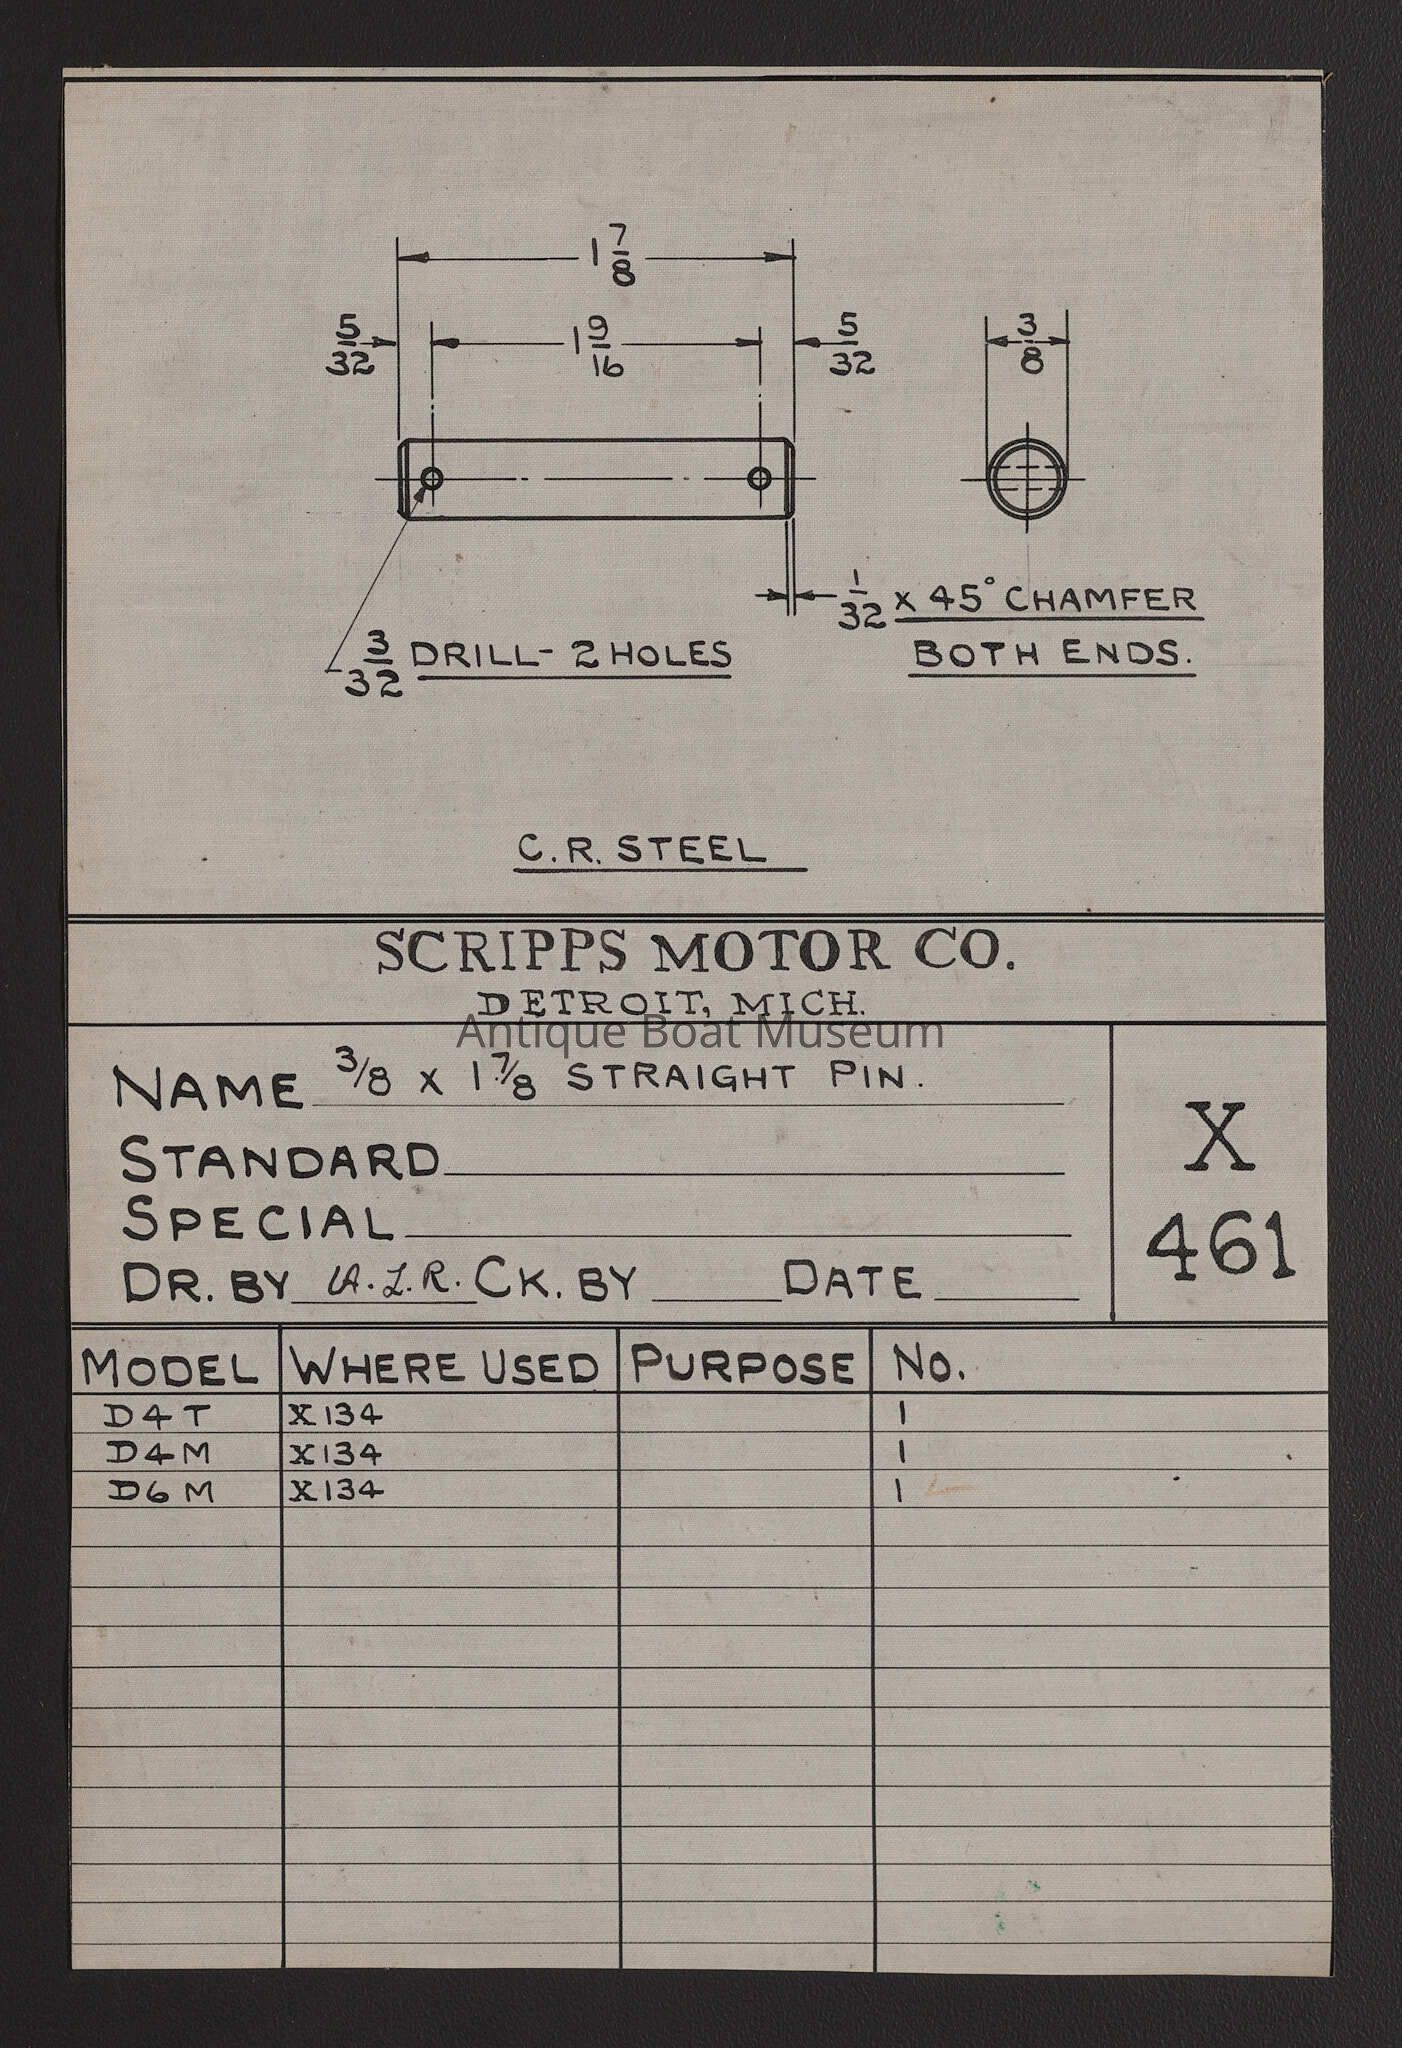 1 7/8
5/32 1 9/16 5/32 3/8
1/32 x 45° CHAMFER
BOTH ENDS.
3/32 DRILL - 2 HOLES
C.R. STEEL
SCRIPPS MOTOR CO.
DETROIT, MICH.
Antique Boat Museum
NAME 3/8 x 1 7/8 STRAIGHT PIN.
STANDARD
SPECIAL
DR. BY A.L.R. CK. BY DATE
X
461
MODEL WHERE USED PURPOSE NO.
D4T X134 1
D4M X134 1
D6M X134 1